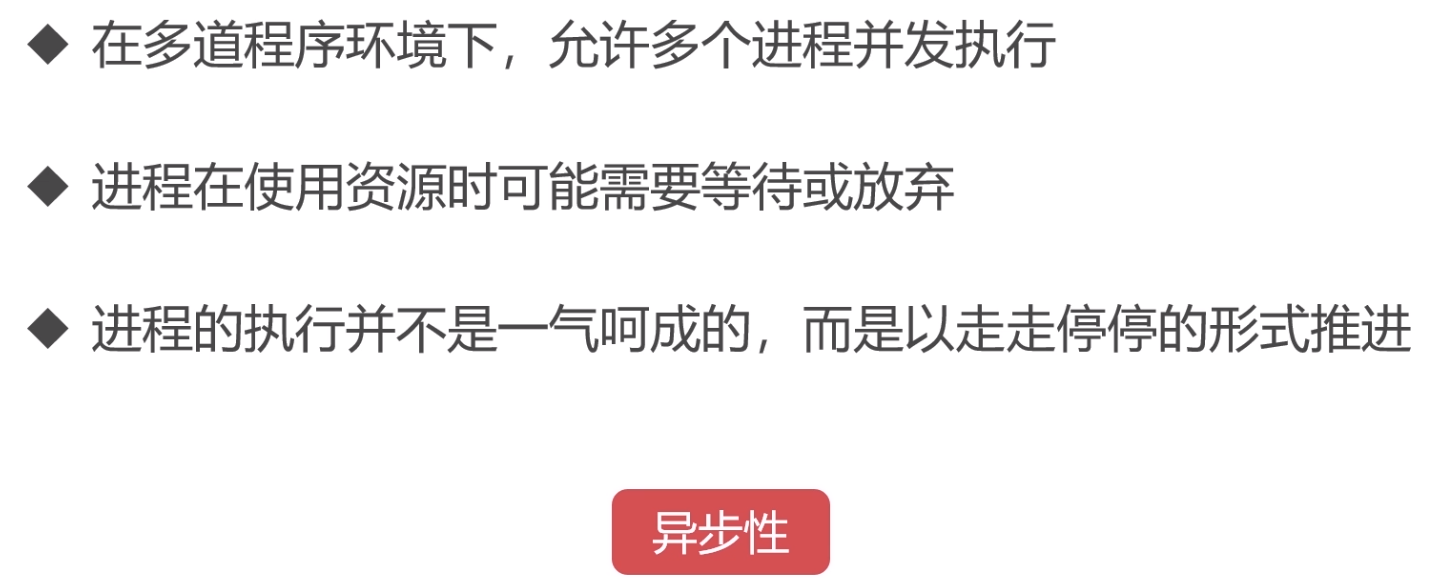 ◆ 在多道程序环境下，允许多个进程并发执行
◆ 进程在使用资源时可能需要等待或放弃
◆ 进程的执行并不是一气呵成的，而是以走走停停的形式推进
异步性